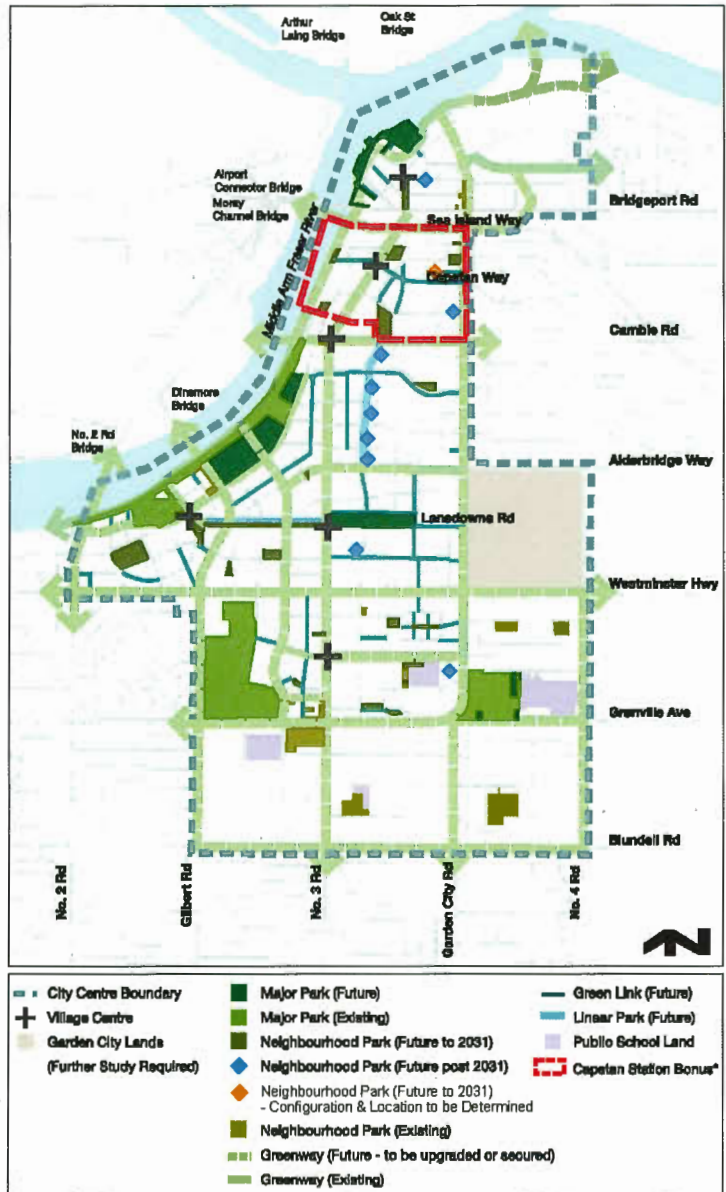 Arthur
Laing Bridge
Oak St
Bridge
Airport
Connector Bridge
Moray
Channel Bridge
Bridgeport Rd
Sea Island Way
Middle Arm Fraser River
Capstan Way
Cambie Rd
Dinsmore
Bridge
No. 2 Rd
Bridge
Alderbridge Way
Lansdowne Rd
Westminster Hwy
Granville Ave
Blundell Rd
No. 2 Rd
Gilbert Rd
No. 3 Rd
Garden City Rd
No. 4 Rd
N
City Centre Boundary
Village Centre
Garden City Lands
(Further Study Required)
Major Park (Future)
Major Park (Existing)
Neighbourhood Park (Future to 2031)
Neighbourhood Park (Future post 2031)
Neighbourhood Park (Future to 2031)
- Configuration & Location to be Determined
Neighbourhood Park (Existing)
Greenway (Future - to be upgraded or secured)
Greenway (Existing)
Green Link (Future)
Linear Park (Future)
Public School Land
Capstan Station Bonus*